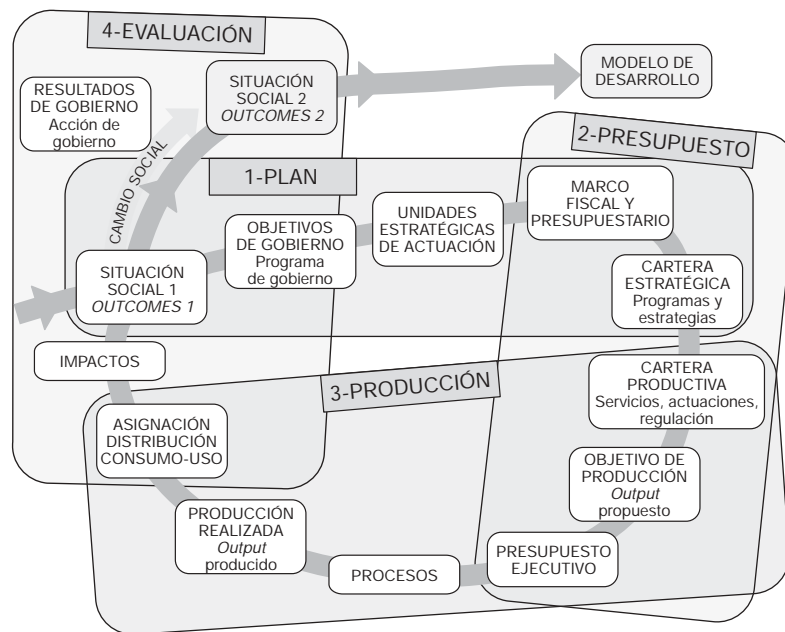 4-EVALUACIÓN
RESULTADOS
DE GOBIERNO
Acción de
gobierno
SITUACIÓN
SOCIAL 2
OUTCOMES 2
MODELO DE
DESARROLLO
CAMBIO SOCIAL
2-PRESUPUESTO
1-PLAN
SITUACIÓN
SOCIAL 1
OUTCOMES 1
OBJETIVOS
DE GOBIERNO
Programa
de gobierno
UNIDADES
ESTRATÉGICAS
DE ACTUACIÓN
MARCO
FISCAL Y
PRESUPUESTARIO
CARTERA
ESTRATÉGICA
Programas y
estrategias
IMPACTOS
3-PRODUCCIÓN
CARTERA
PRODUCTIVA
Servicios, actuaciones,
regulación
ASIGNACIÓN
DISTRIBUCIÓN
CONSUMO-USO
OBJETIVO DE
PRODUCCIÓN
Output
propuesto
PRODUCCIÓN
REALIZADA
Output
producido
PROCESOS
PRESUPUESTO
EJECUTIVO